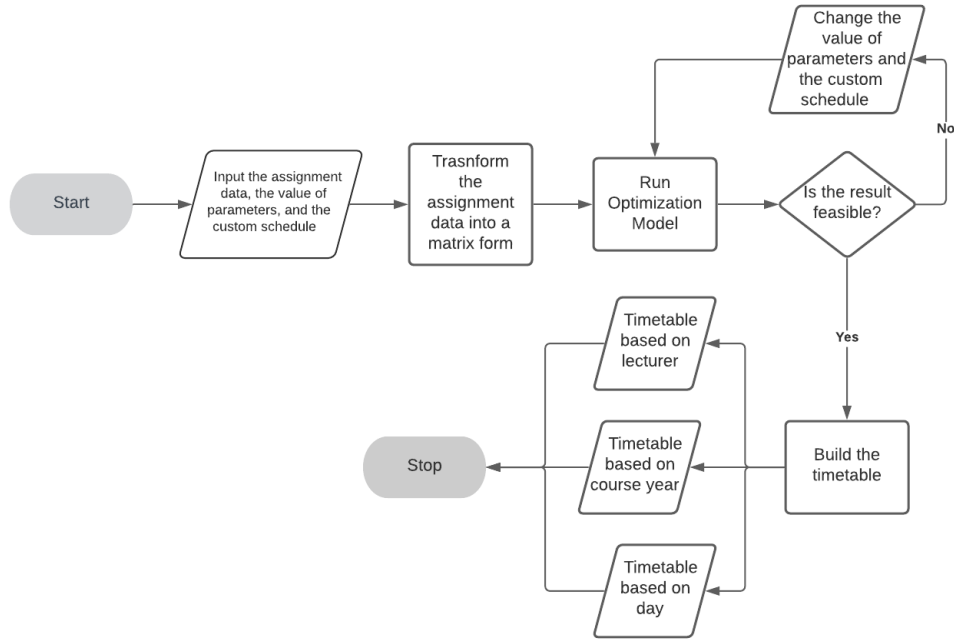 Start
Input the assignment
data, the value of
parameters, and the
custom schedule
Trasnform
the
assignment
data into a
matrix form
Run
Optimization
Model
Is the result
feasible?
No
Change the
value of
parameters and
the custom
schedule
Yes
Build the
timetable
Timetable
based on
lecturer
Timetable
based on
course year
Timetable
based on
day
Stop